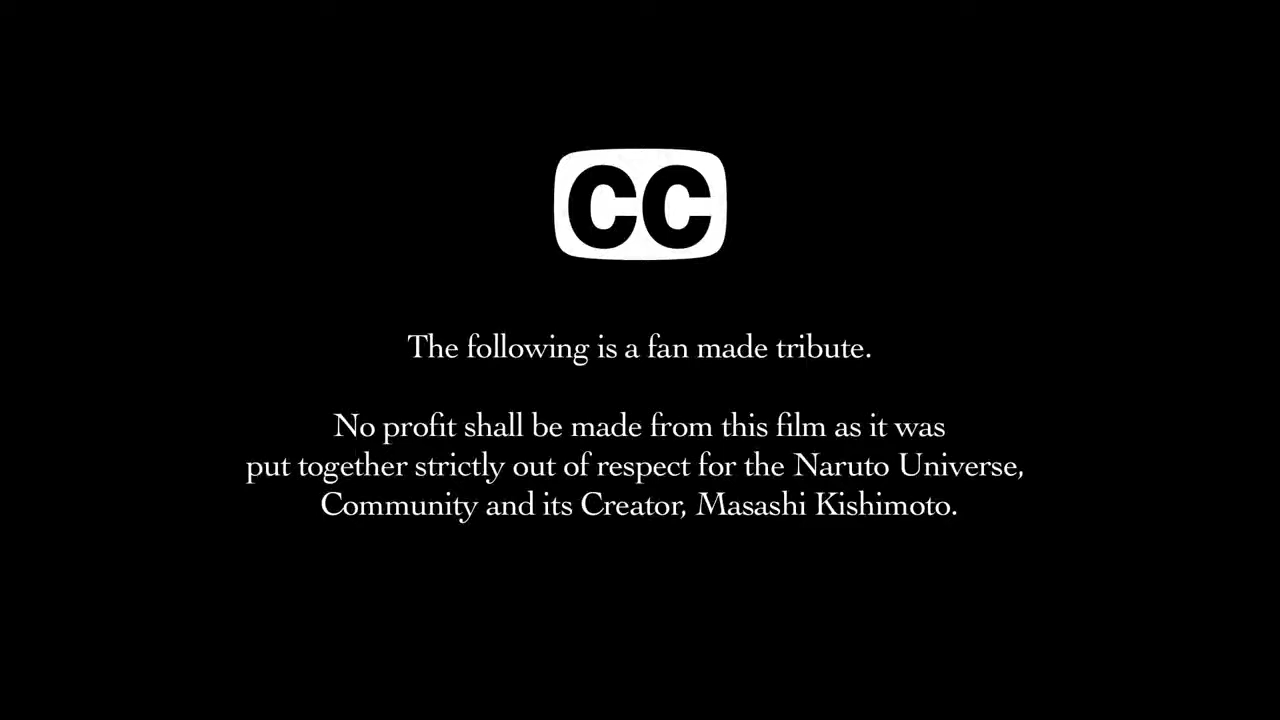 CC
The following is a fan made tribute.
No profit shall be made from this film as it was
put together strictly out of respect for the Naruto Universe,
Community and its Creator, Masashi Kishimoto.